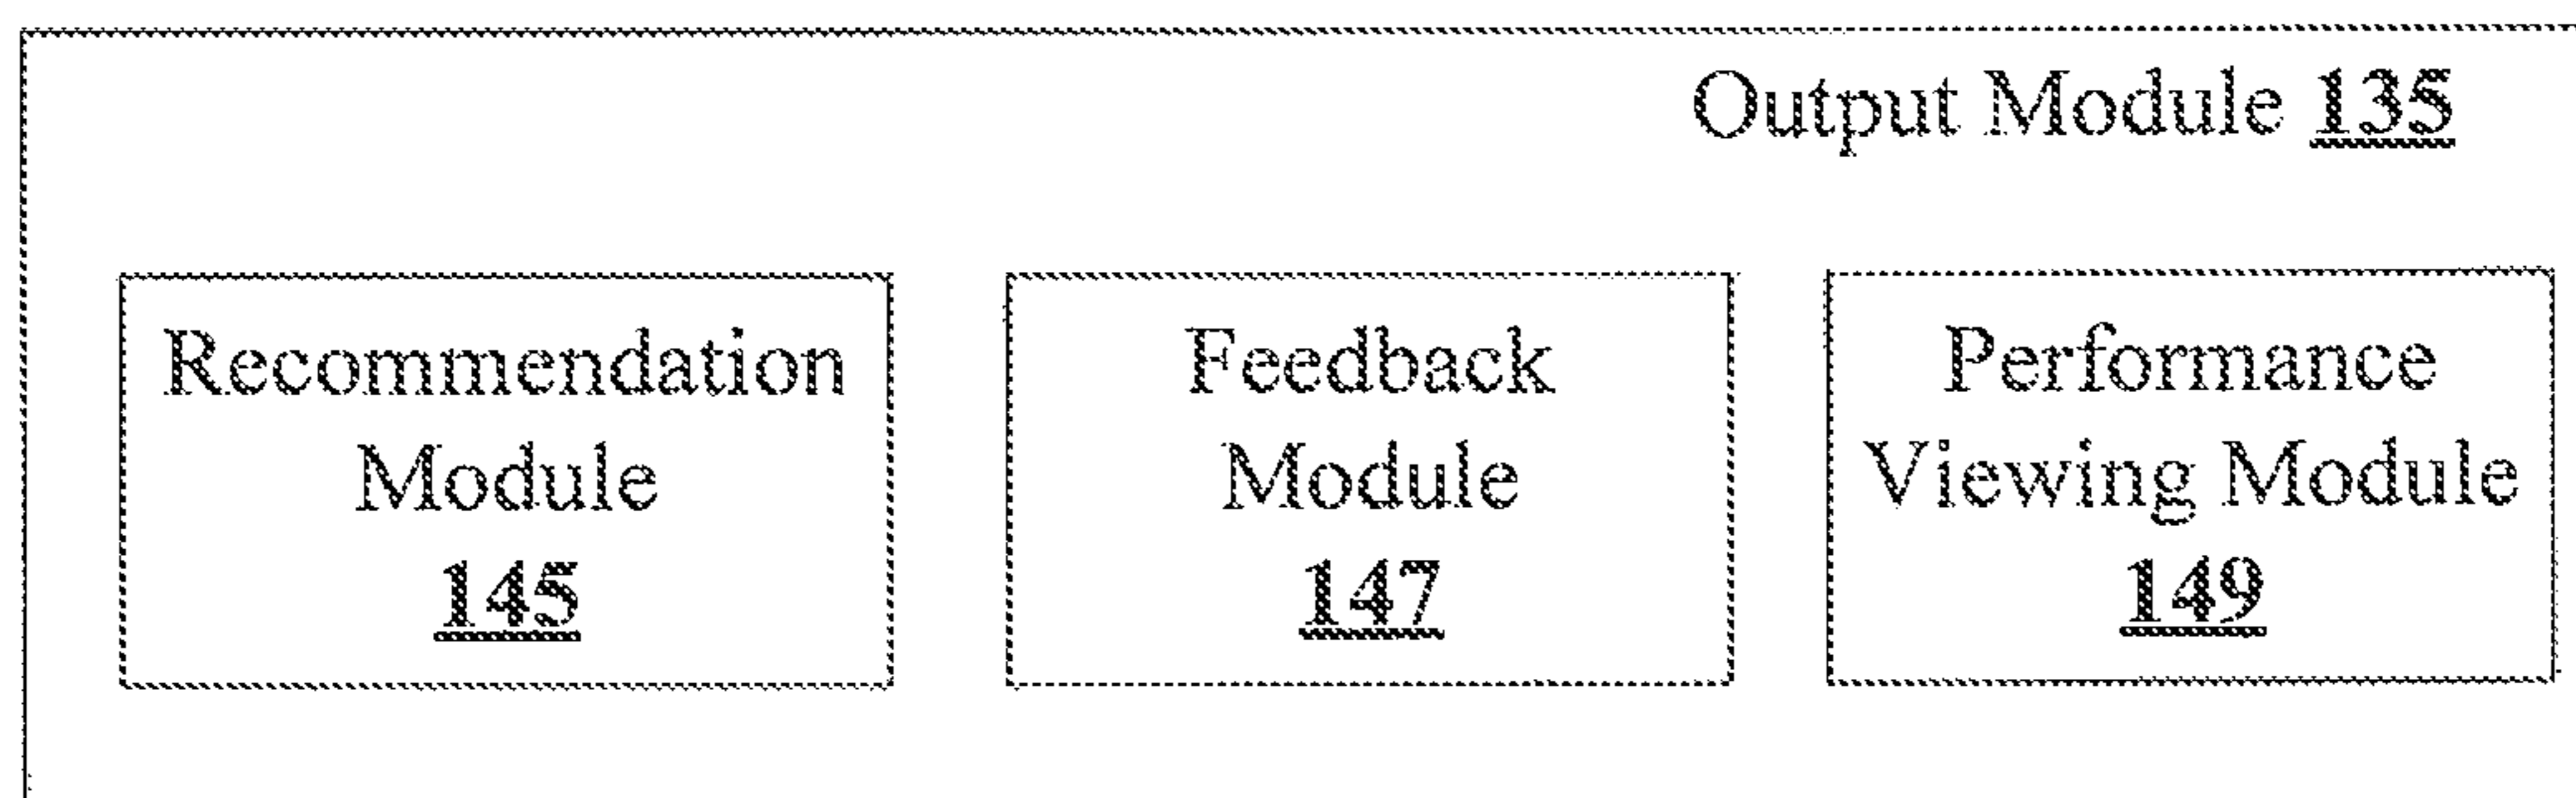 Output Module 135
Recommendation
Module
145
Feedback
Module
147
Performance
Viewing Module
149